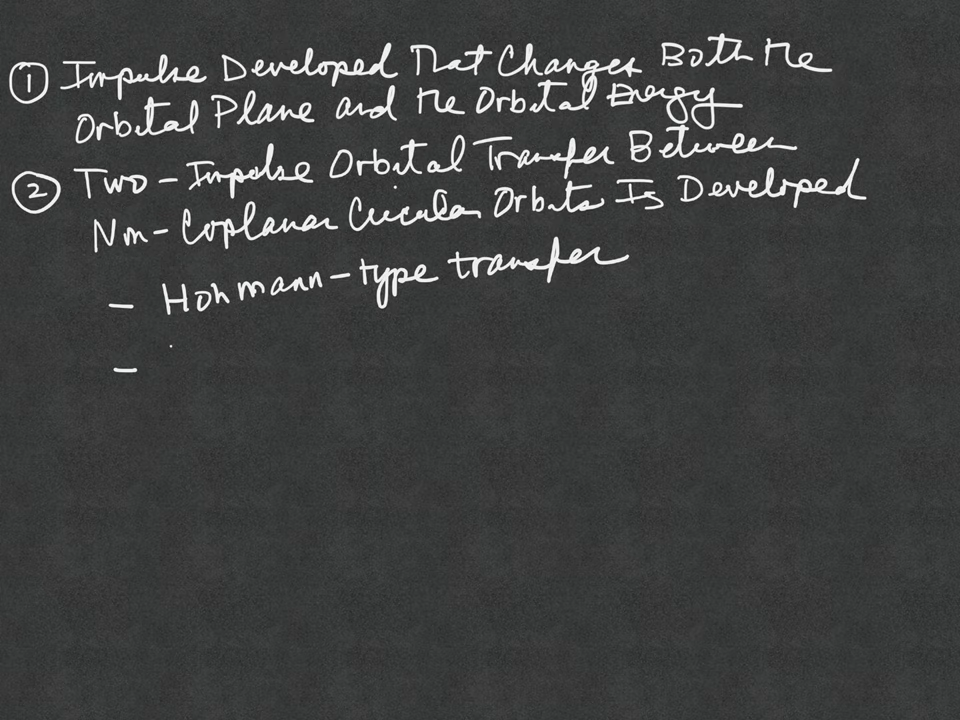 ① Impulse Developed That Changes Both the
Orbital Plane and the Orbital Energy
② Two-Impulse Orbital Transfer Between
Non-Coplanar Circular Orbits Is Developed
- Hohmann-type transfer
-